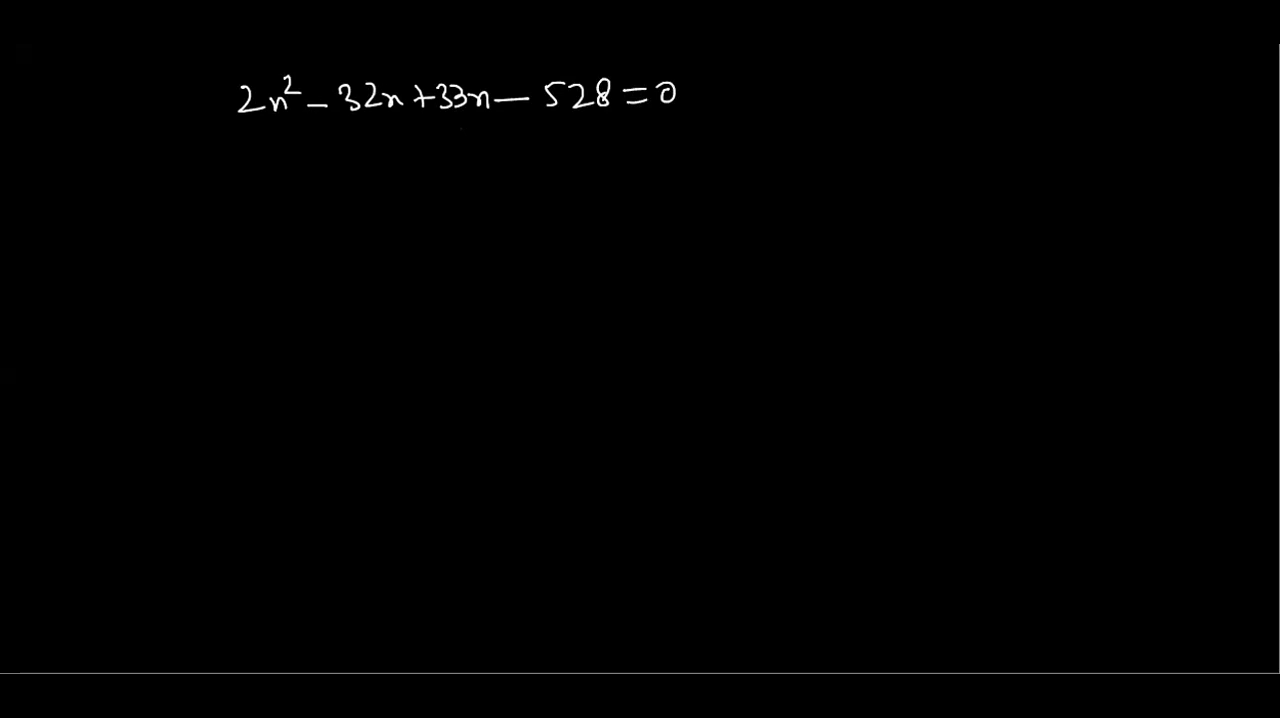 2n² - 32n + 33n - 528 = 0